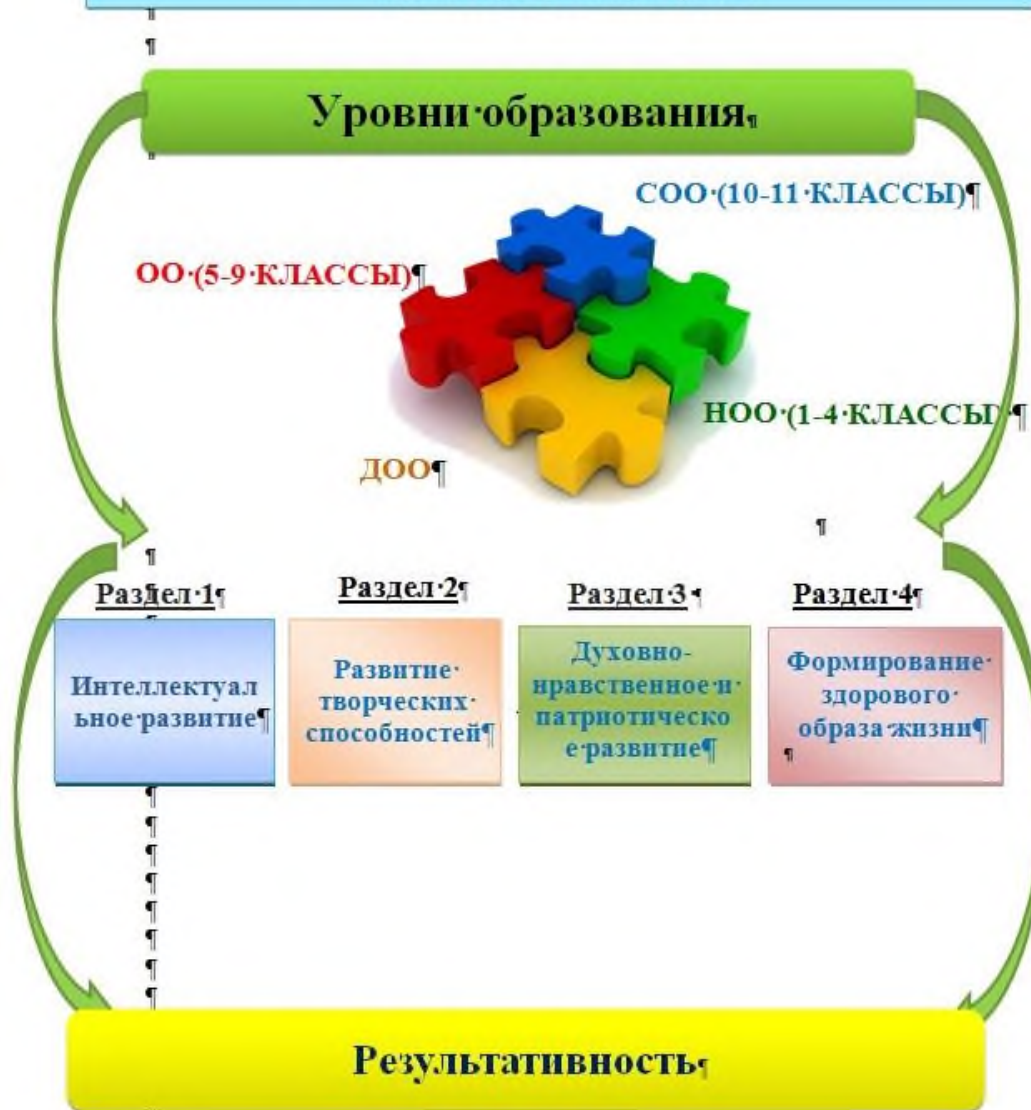 Уровни образования
СОО (10-11 КЛАССЫ)
ОО (5-9 КЛАССЫ)
НОО (1-4 КЛАССЫ)
ДОО
Раздел 1
Раздел 2
Раздел 3
Раздел 4
Интеллектуал
ьное развитие
Развитие
творческих
способностей
Духовно-
нравственное и
патриотическо
е развитие
Формирование
здорового
образа жизни
Результативность